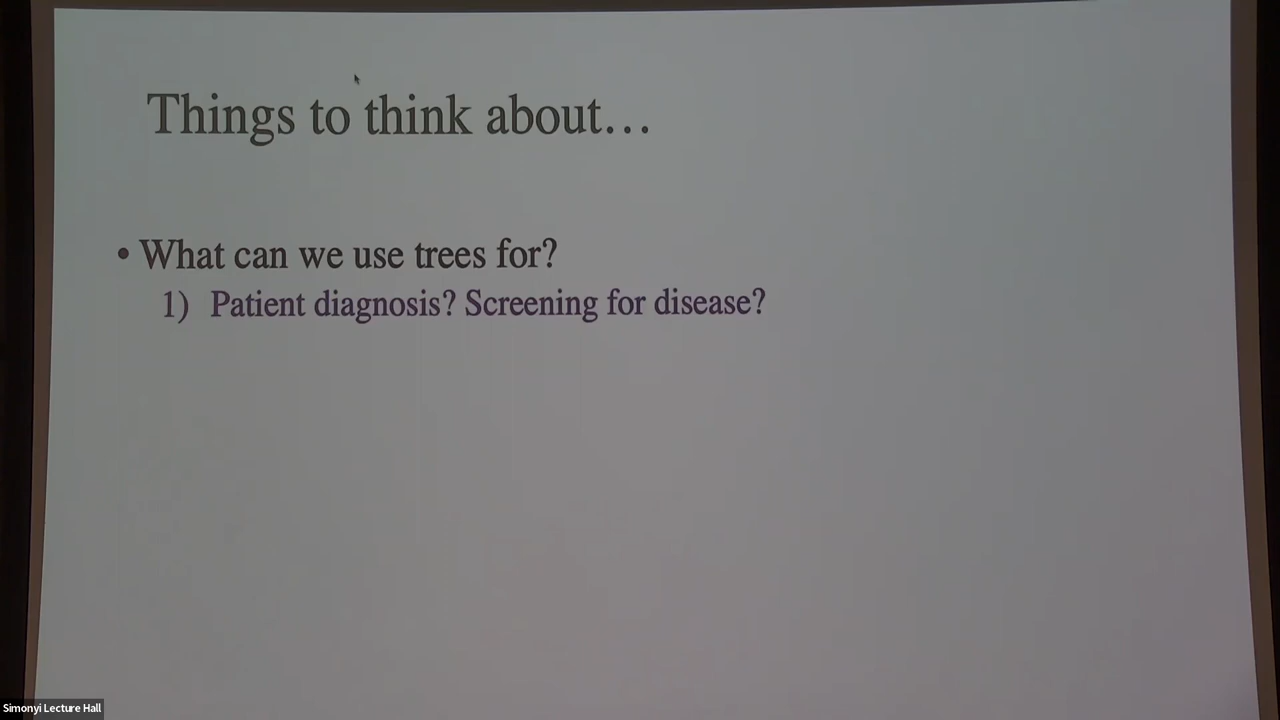 Things to think about...
• What can we use trees for?
1) Patient diagnosis? Screening for disease?
Simonyi Lecture Hall